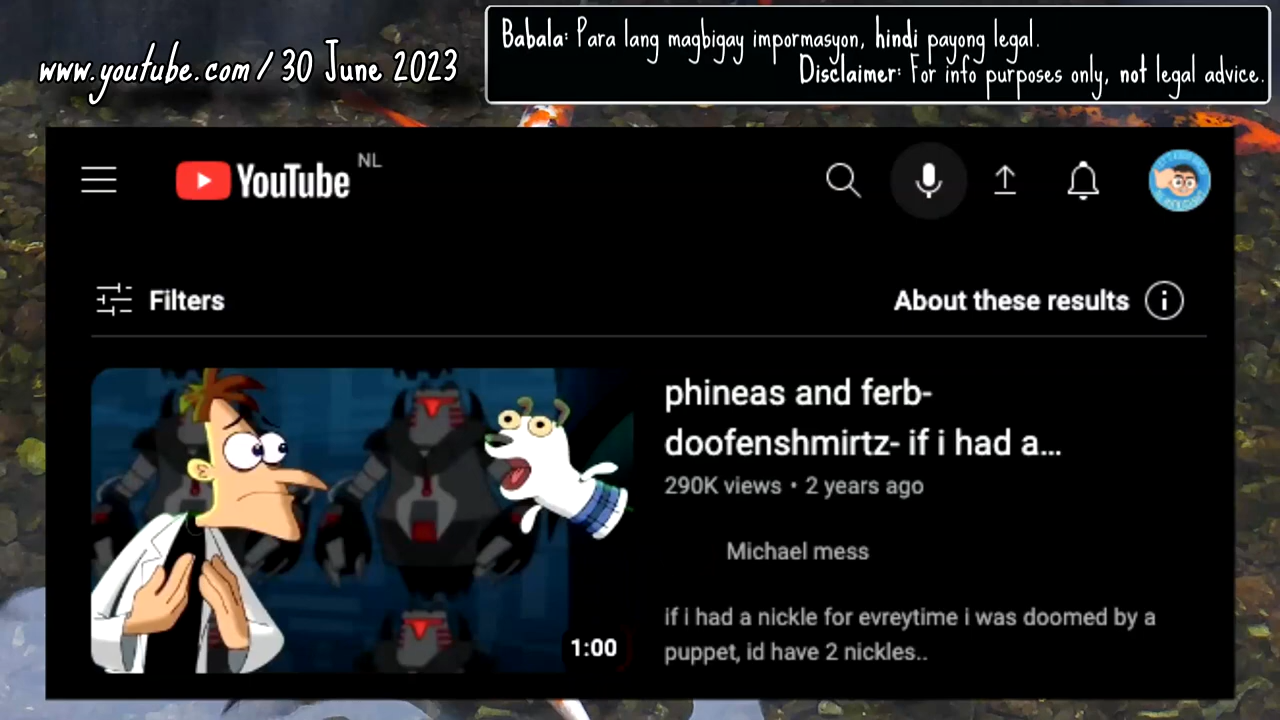 www.youtube.com / 30 June 2023
Babala: Para lang magbigay impormasyon, hindi payong legal.
Disclaimer: For info purposes only, not legal advice.
YouTube NL
Filters
About these results
phineas and ferb-
doofenshmirtz- if i had a...
290K views • 2 years ago
Michael mess
if i had a nickle for evreytime i was doomed by a
puppet, id have 2 nickles..
1:00